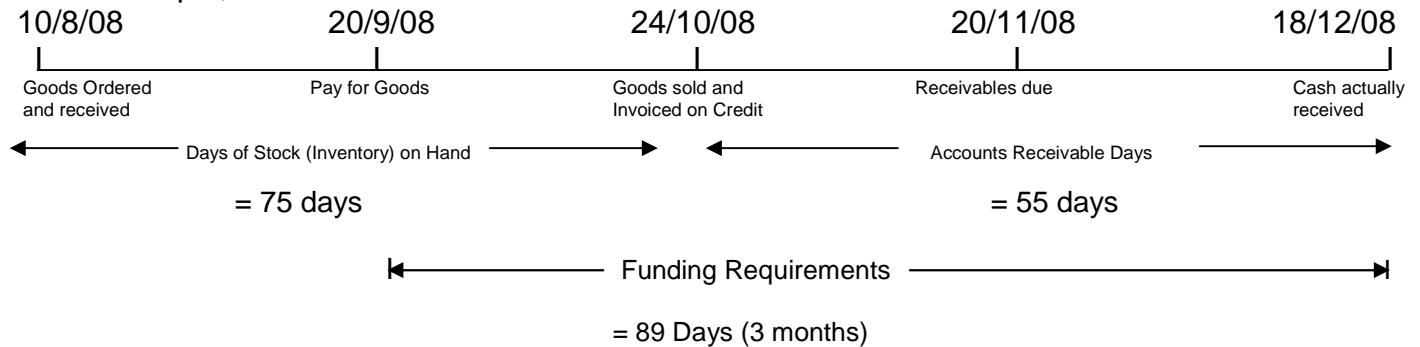 10/8/08 20/9/08 24/10/08 20/11/08 18/12/08
Goods Ordered and received
Pay for Goods
Goods sold and Invoiced on Credit
Receivables due
Cash actually received
Days of Stock (Inventory) on Hand
Accounts Receivable Days
= 75 days
= 55 days
Funding Requirements
= 89 Days (3 months)